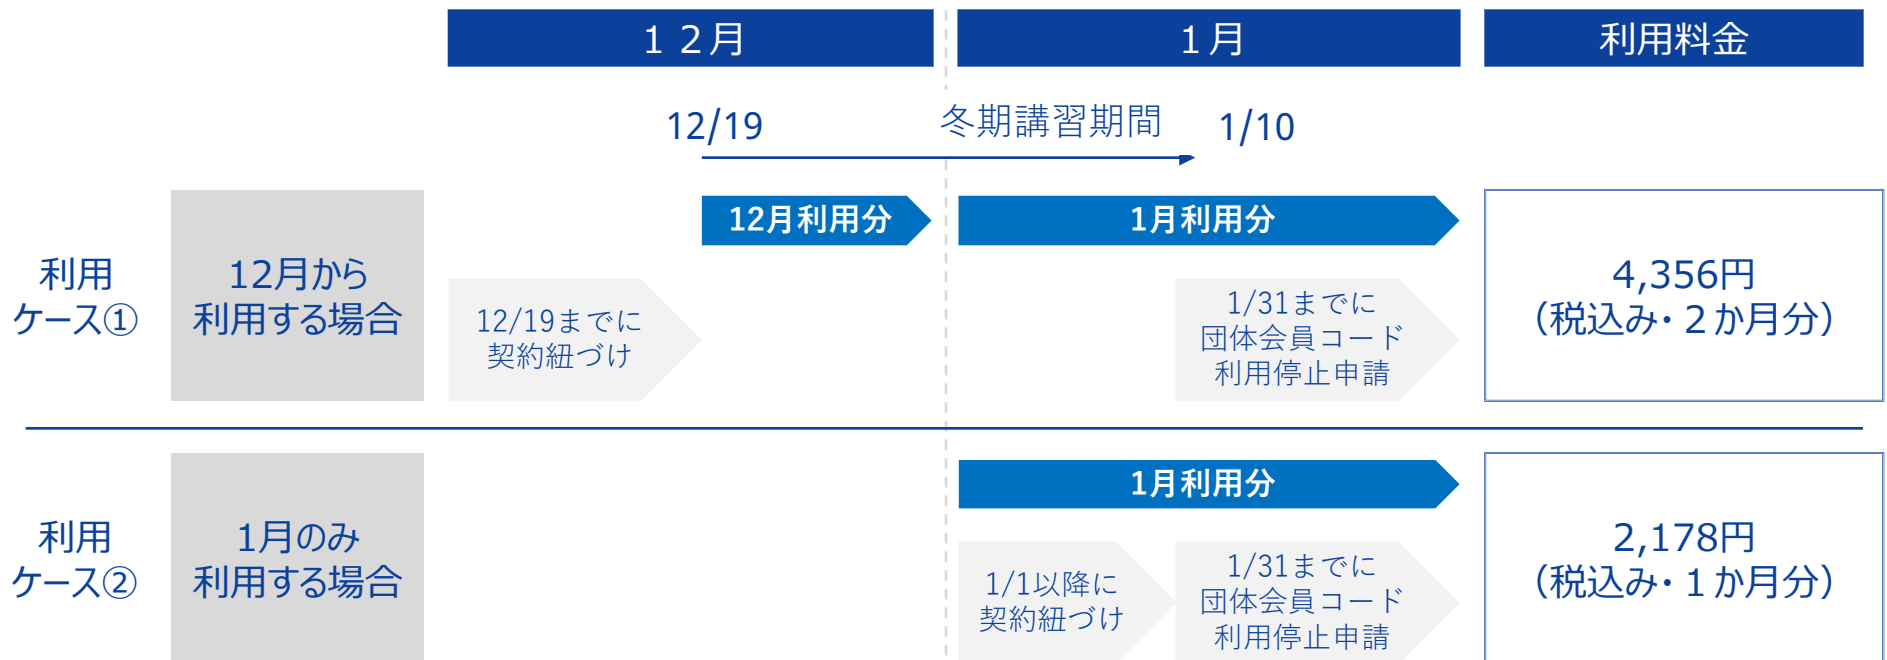 １２月
１月
利用料金
12/19
冬期講習期間
1/10
利用
ケース①
12月から
利用する場合
12月利用分
1月利用分
12/19までに
契約紐づけ
1/31までに
団体会員コード
利用停止申請
4,356円
（税込み・２か月分）
利用
ケース②
1月のみ
利用する場合
1月利用分
1/1以降に
契約紐づけ
1/31までに
団体会員コード
利用停止申請
2,178円
（税込み・１か月分）